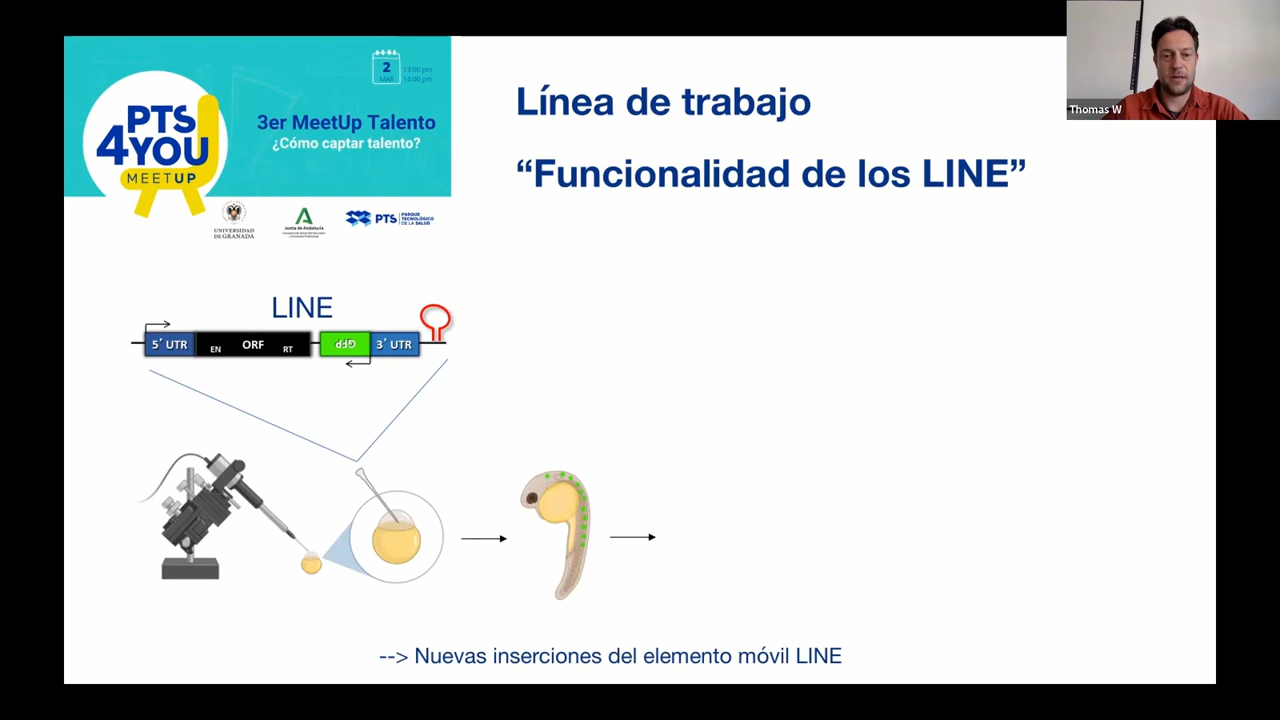 2
MAR
13:00 pm
14:00 pm
PTS
4YOU
MEETUP
3er MeetUp Talento
¿Cómo captar talento?
UNIVERSIDAD
DE GRANADA
Junta de Andalucía
PTS
PARQUE
TECNOLÓGICO
DE LA SALUD
Línea de trabajo
“Funcionalidad de los LINE”
Thomas W
LINE
5´ UTR
EN
ORF
RT
GFP
3´ UTR
--> Nuevas inserciones del elemento móvil LINE